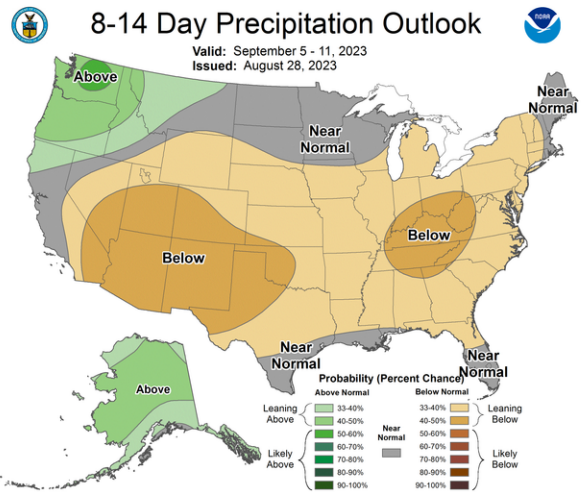 8-14 Day Precipitation Outlook
NOAA
Valid: September 5 - 11, 2023
Issued: August 28, 2023
Above
Near
Normal
Near
Normal
Below
Below
Near
Normal
Near
Normal
Above
Probability (Percent Chance)
Above Normal
Below Normal
Leaning
Above
33-40%
40-50%
Likely
Above
50-60%
60-70%
70-80%
80-90%
90-100%
Near
Normal
33-40%
40-50%
Leaning
Below
50-60%
60-70%
70-80%
80-90%
90-100%
Likely
Below